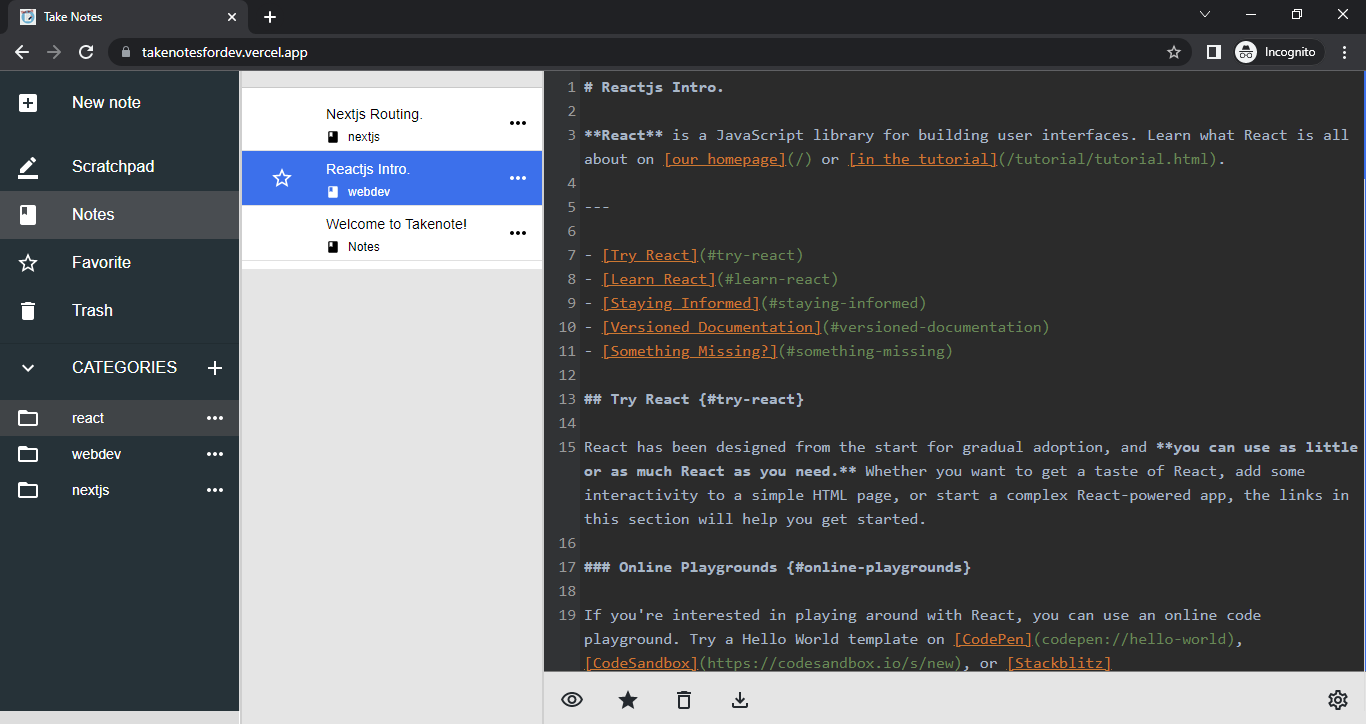 Take Notes
takenotesfordev.vercel.app
Incognito
New note
Scratchpad
Notes
Favorite
Trash
CATEGORIES
react
webdev
nextjs
Nextjs Routing.
nextjs
Reactjs Intro.
webdev
Welcome to Takenote!
Notes
1 # Reactjs Intro.
2
3 **React** is a JavaScript library for building user interfaces. Learn what React is all
about on [our homepage](/) or [in the tutorial](/tutorial/tutorial.html).
4
5 ---
6
7 - [Try React](#try-react)
8 - [Learn React](#learn-react)
9 - [Staying Informed](#staying-informed)
10 - [Versioned Documentation](#versioned-documentation)
11 - [Something Missing?](#something-missing)
12
13 ## Try React {#try-react}
14
15 React has been designed from the start for gradual adoption, and **you can use as little
or as much React as you need.** Whether you want to get a taste of React, add some
interactivity to a simple HTML page, or start a complex React-powered app, the links in
this section will help you get started.
16
17 ### Online Playgrounds {#online-playgrounds}
18
19 If you're interested in playing around with React, you can use an online code
playground. Try a Hello World template on [CodePen](codepen://hello-world),
[CodeSandbox](https://codesandbox.io/s/new), or [Stackblitz]